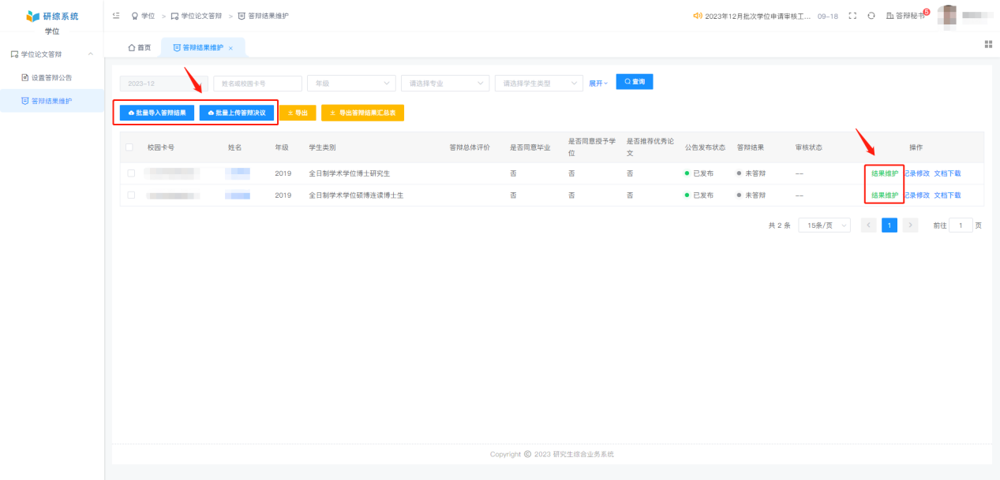 研综系统
学位
学位论文答辩
设置答辩公告
答辩结果维护
学位 > 学位论文答辩 > 答辩结果维护
2023年12月批次学位申请审核工... 09-18 答辩秘书 5
首页 答辩结果维护 ×
2023-12 姓名或校园卡号 年级 请选择专业 请选择学生类型 展开 查询
批量导入答辩结果 批量上传答辩决议 导出 导出答辩结果汇总表
校园卡号 姓名 年级 学生类别 答辩总体评价 是否同意毕业 是否同意授予学位 是否推荐优秀论文 公告发布状态 答辩结果 审核状态 操作
2019 全日制学术学位博士研究生 否 否 否 已发布 未答辩 -- 结果维护 记录修改 文档下载
2019 全日制学术学位硕博连读博士生 否 否 否 已发布 未答辩 -- 结果维护 记录修改 文档下载
共 2 条 15条/页 < 1 > 前往 1 页
Copyright © 2023 研究生综合业务系统